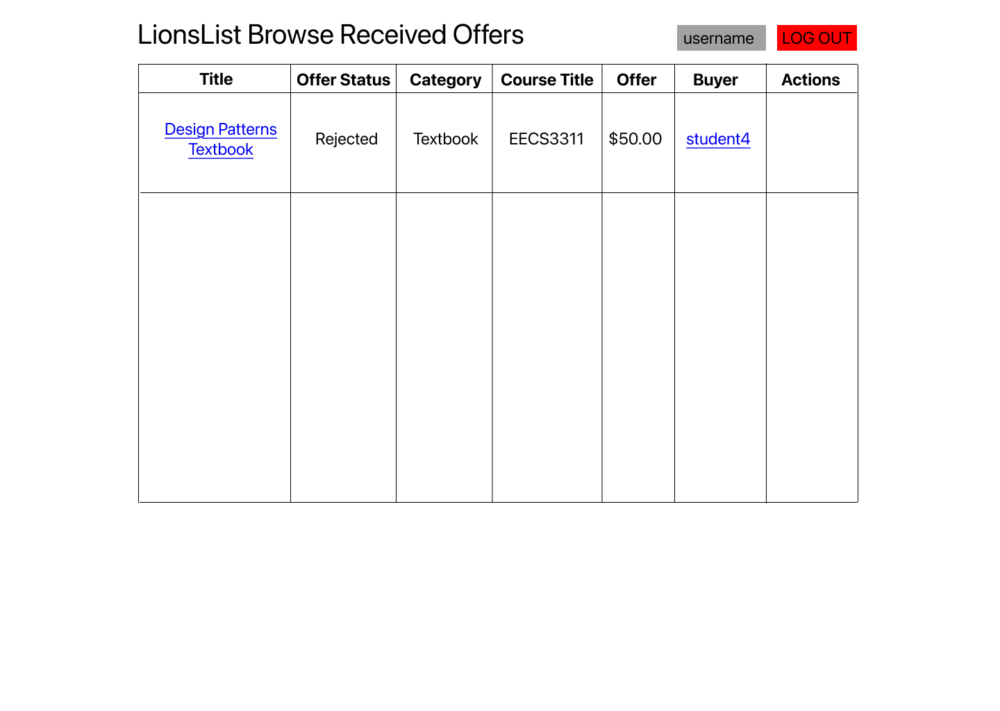 LionsList Browse Received Offers
username
LOG OUT
Title Offer Status Category Course Title Offer Buyer Actions
Design Patterns
Textbook
Rejected Textbook EECS3311 $50.00 student4